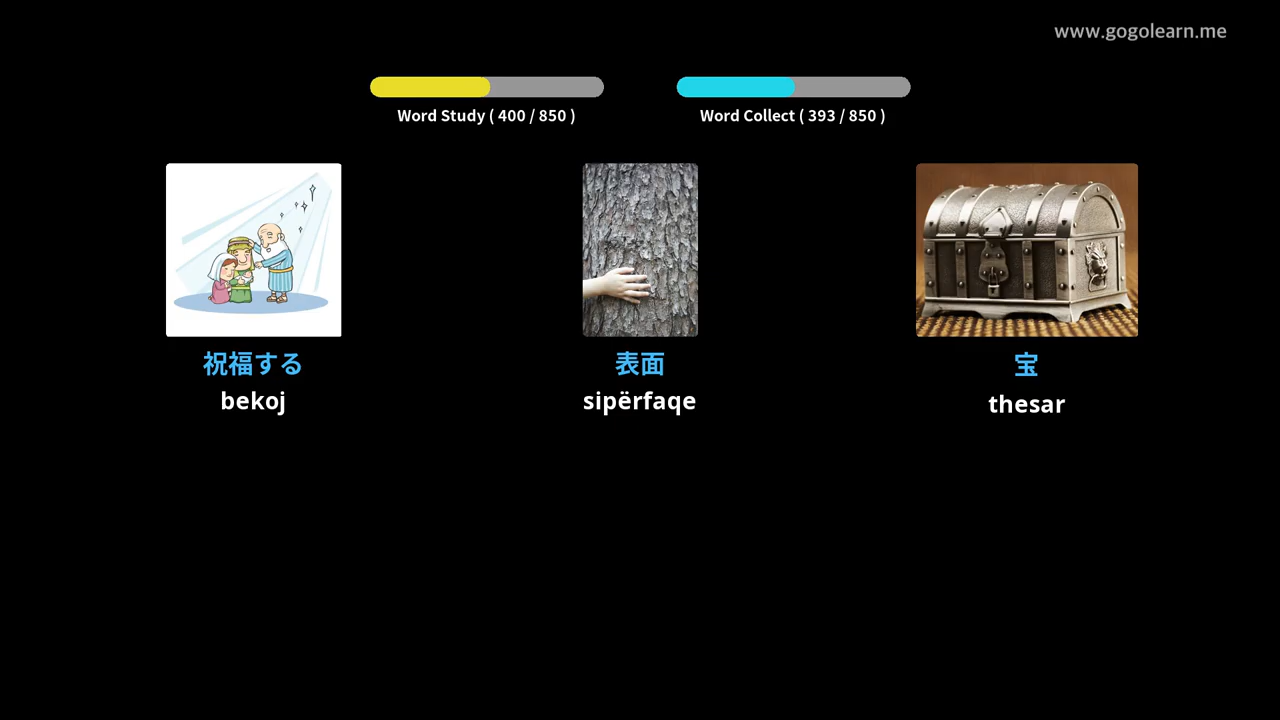 www.gogolearn.me
Word Study ( 400 / 850 )
Word Collect ( 393 / 850 )
祝福する
表面
宝
bekoj
sipërfaqe
thesar